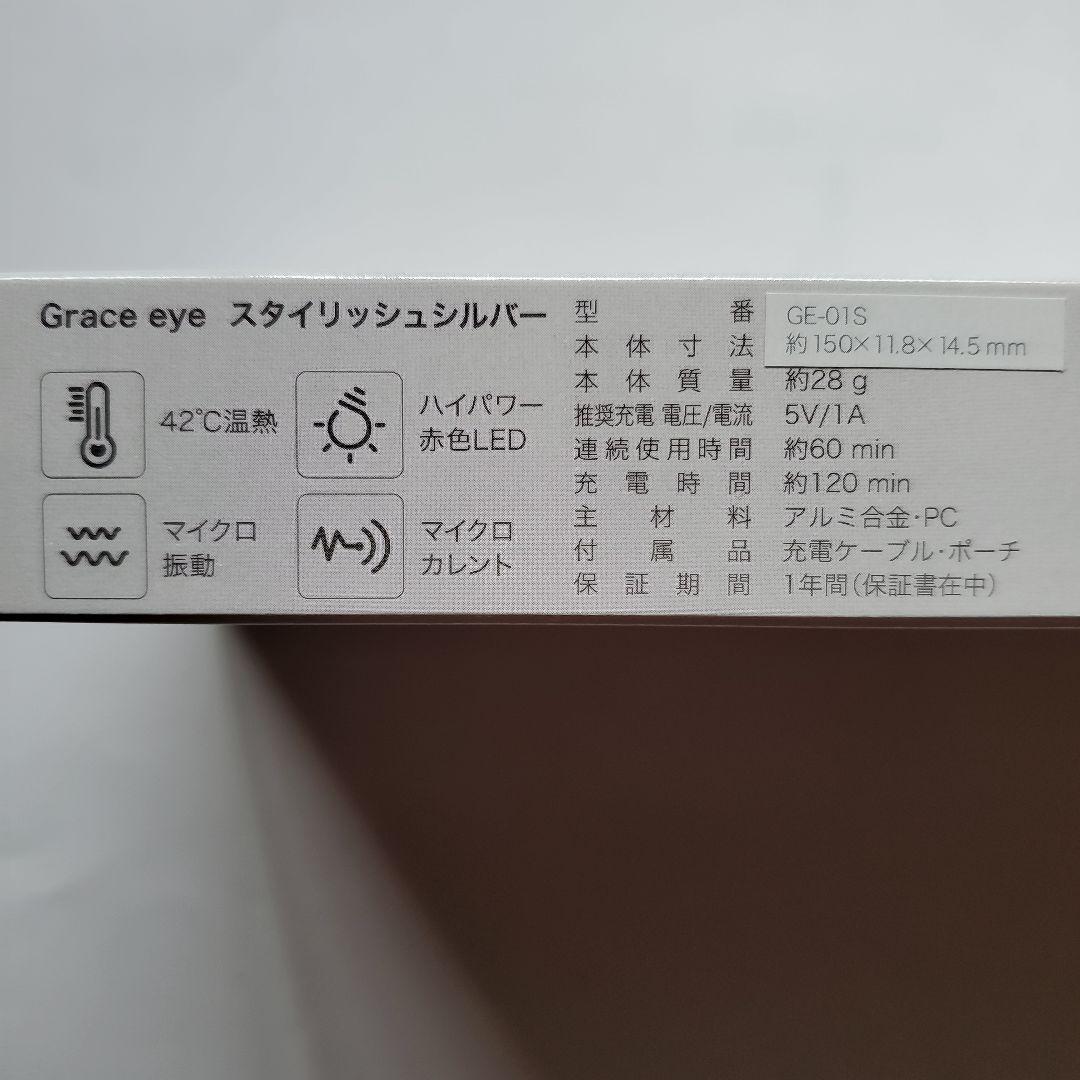 Grace eye スタイリッシュシルバー
42℃温熱
ハイパワー
赤色LED
マイクロ
振動
マイクロ
カレント
型番 GE-01S
本体寸法 約150×11.8×14.5mm
本体質量 約28 g
推奨充電 電圧/電流 5V/1A
連続使用時間 約60 min
充電時間 約120 min
主材料 アルミ合金・PC
付属品 充電ケーブル・ポーチ
保証期間 1年間(保証書在中)